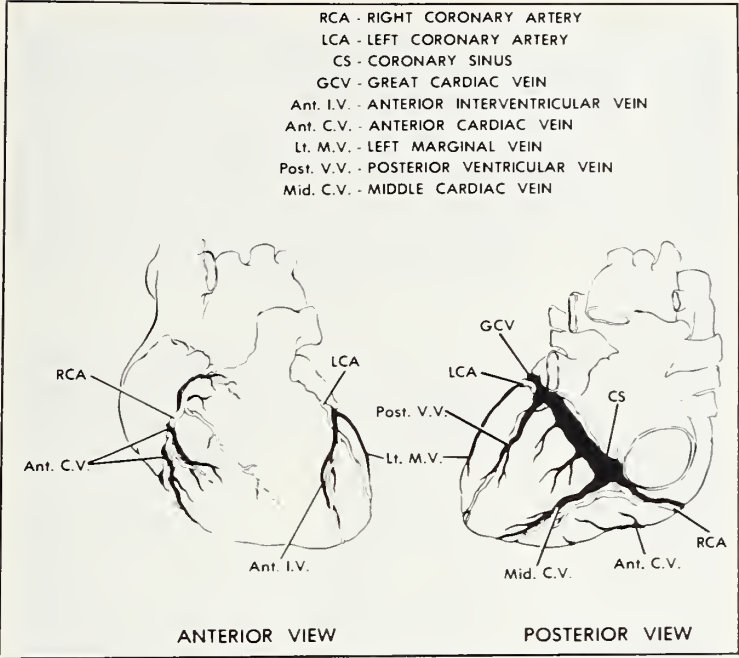 RCA - RIGHT CORONARY ARTERY
LCA - LEFT CORONARY ARTERY
CS - CORONARY SINUS
GCV - GREAT CARDIAC VEIN
Ant. I.V. - ANTERIOR INTERVENTRICULAR VEIN
Ant. C.V. - ANTERIOR CARDIAC VEIN
Lt. M.V. - LEFT MARGINAL VEIN
Post. V.V. - POSTERIOR VENTRICULAR VEIN
Mid. C.V. - MIDDLE CARDIAC VEIN
RCA
Ant. C.V.
LCA
Lt. M.V.
Ant. I.V.
GCV
LCA
Post. V.V.
CS
RCA
Mid. C.V.
Ant. C.V.
ANTERIOR VIEW
POSTERIOR VIEW